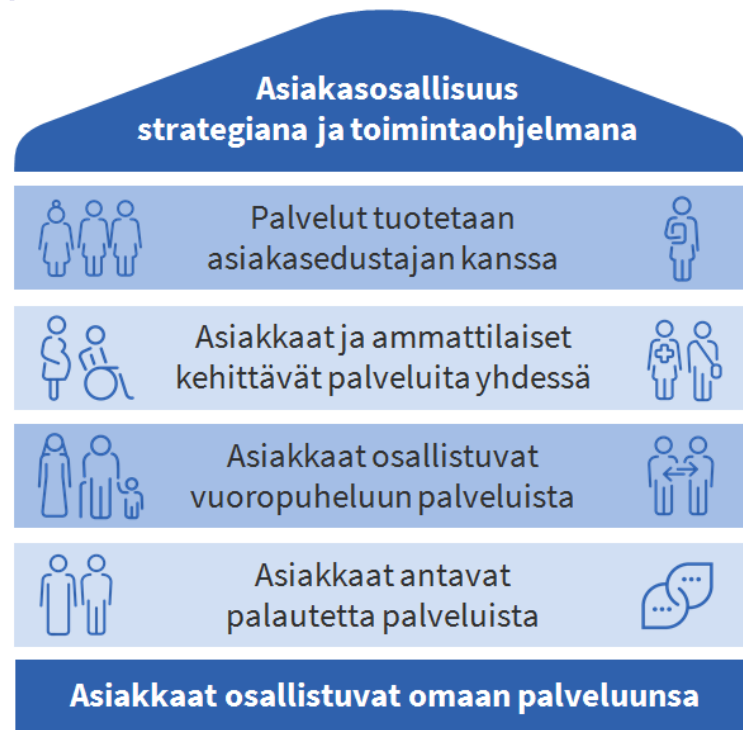 Asiakasosallisuus
strategiana ja toimintaohjelmana
Palvelut tuotetaan
asiakasedustajan kanssa
Asiakkaat ja ammattilaiset
kehittävät palveluita yhdessä
Asiakkaat osallistuvat
vuoropuheluun palveluista
Asiakkaat antavat
palautetta palveluista
Asiakkaat osallistuvat omaan palveluunsa